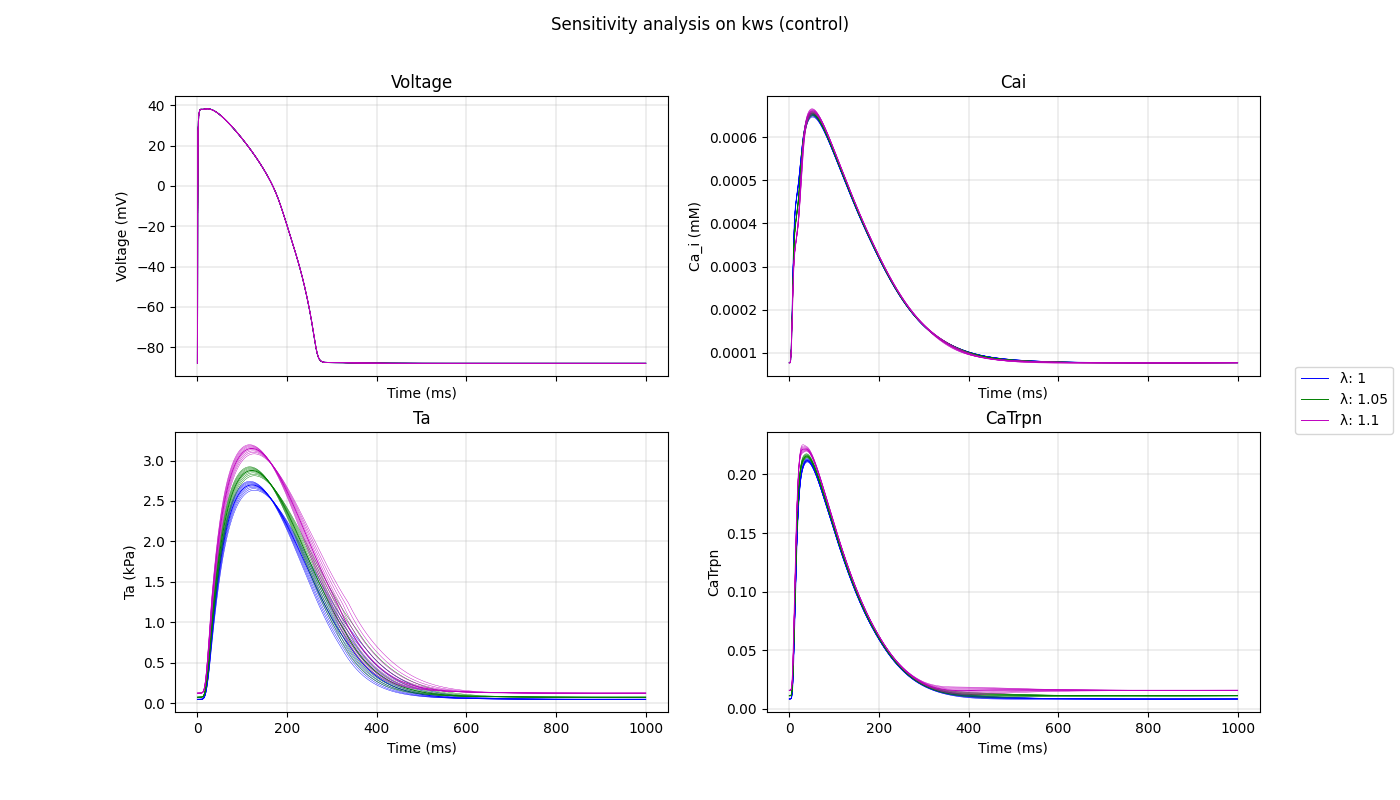 Sensitivity analysis on kws (control)
Voltage
40
20
0
−20
−40
−60
−80
Voltage (mV)
Time (ms)
Cai
0.0006
0.0005
0.0004
0.0003
0.0002
0.0001
Ca_i (mM)
Time (ms)
λ: 1
λ: 1.05
λ: 1.1
Ta
3.0
2.5
2.0
1.5
1.0
0.5
0.0
Ta (kPa)
0 200 400 600 800 1000
Time (ms)
CaTrpn
0.20
0.15
0.10
0.05
0.00
CaTrpn
0 200 400 600 800 1000
Time (ms)